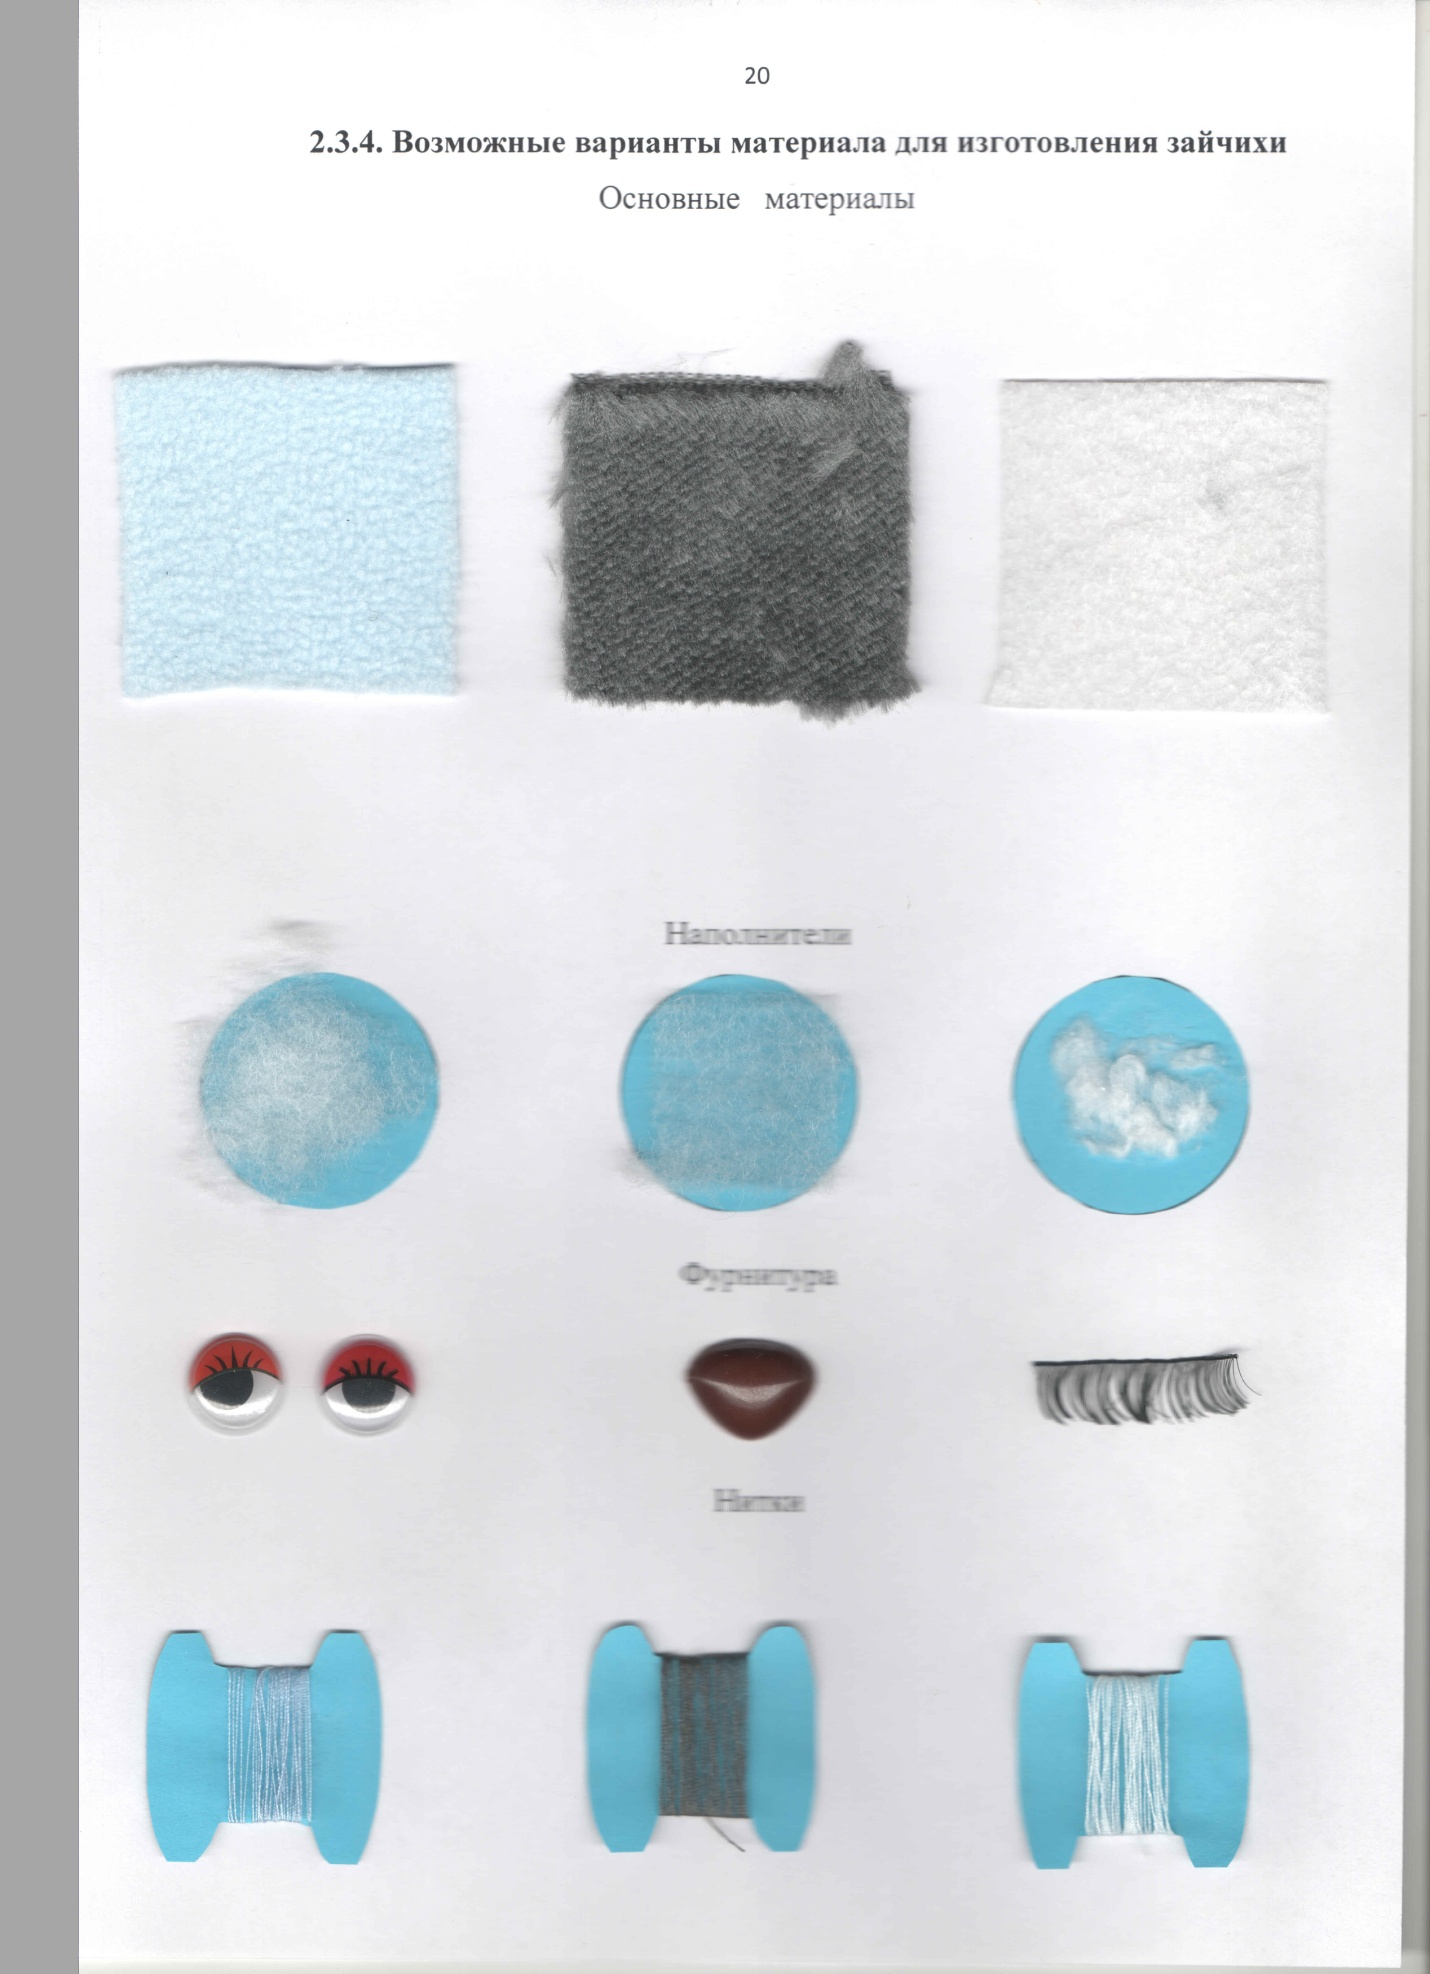 20
2.3.4. Возможные варианты материала для изготовления зайчихи
Основные материалы
Наполнители
Фурнитура
Нитки